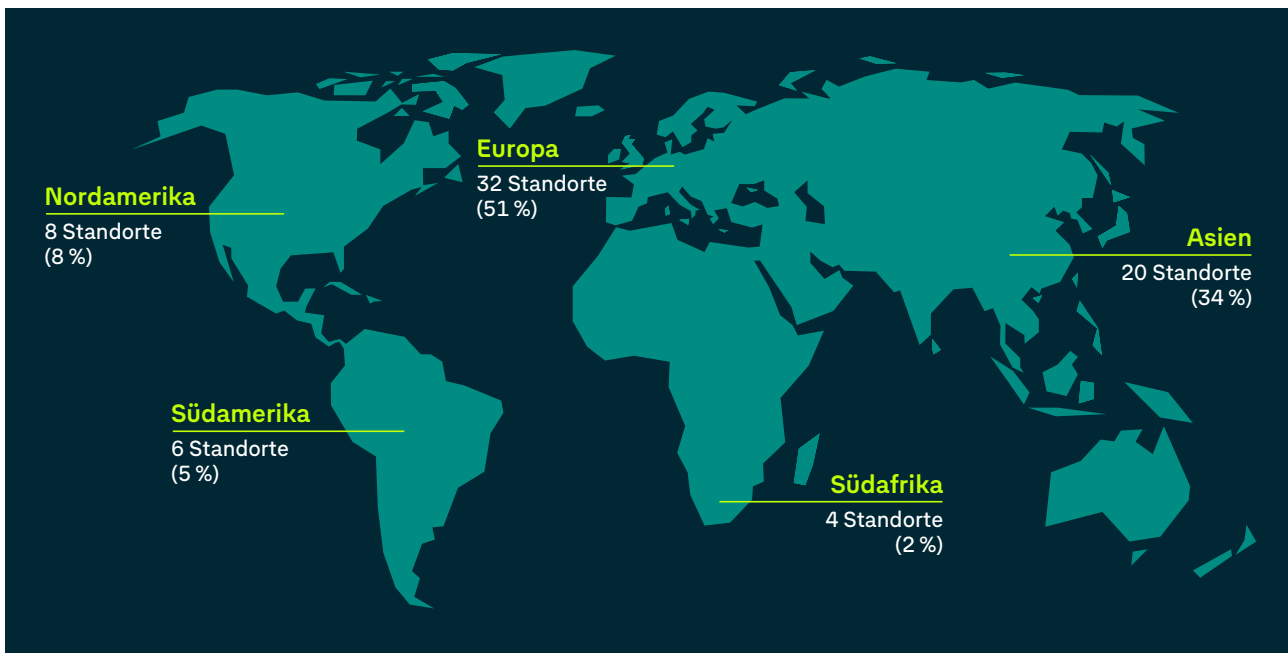 Europa
32 Standorte
(51 %)
Nordamerika
8 Standorte
(8 %)
Asien
20 Standorte
(34 %)
Südamerika
6 Standorte
(5 %)
Südafrika
4 Standorte
(2 %)